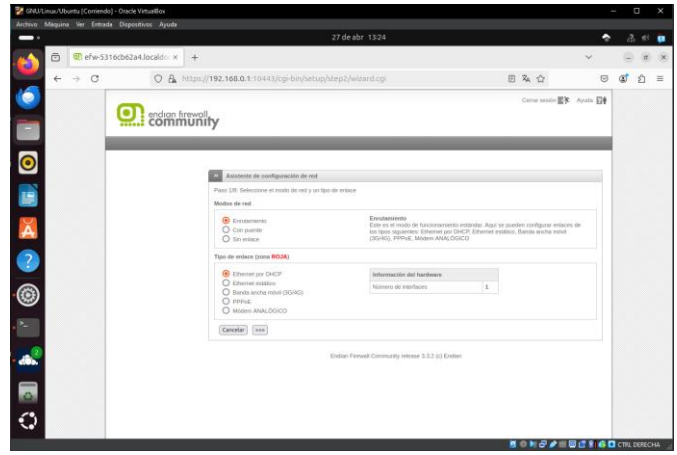 GNU/Linux/Ubuntu [Corriendo] - Oracle VirtualBox
Archivo Máquina Ver Entrada Dispositivos Ayuda
27 de abr 13:24
efw-5316cb62a4.localdo
https://192.168.0.1:10443/cgi-bin/setup/step2/wizard.cgi
Cerrar sesión Ayuda
endian firewall
community
Asistente de configuración de red
Paso 1/8: Seleccione el modo de red y un tipo de enlace
Modos de red
Enrutamiento
Con puente
Sin enlace
Enrutamiento
Este es el modo de funcionamiento estándar. Aquí se pueden configurar enlaces de
los tipos siguientes: Ethernet por DHCP, Ethernet estático, Banda ancha móvil
(3G/4G), PPPoE, Módem ANALÓGICO
Tipo de enlace (zona ROJA)
Ethernet por DHCP
Ethernet estático
Banda ancha móvil (3G/4G)
PPPoE
Módem ANALÓGICO
Información del hardware
Número de interfaces 1
Cancelar >>>
Endian Firewall Community release 3.3.2 (c) Endian
2
CTRL DERECHA